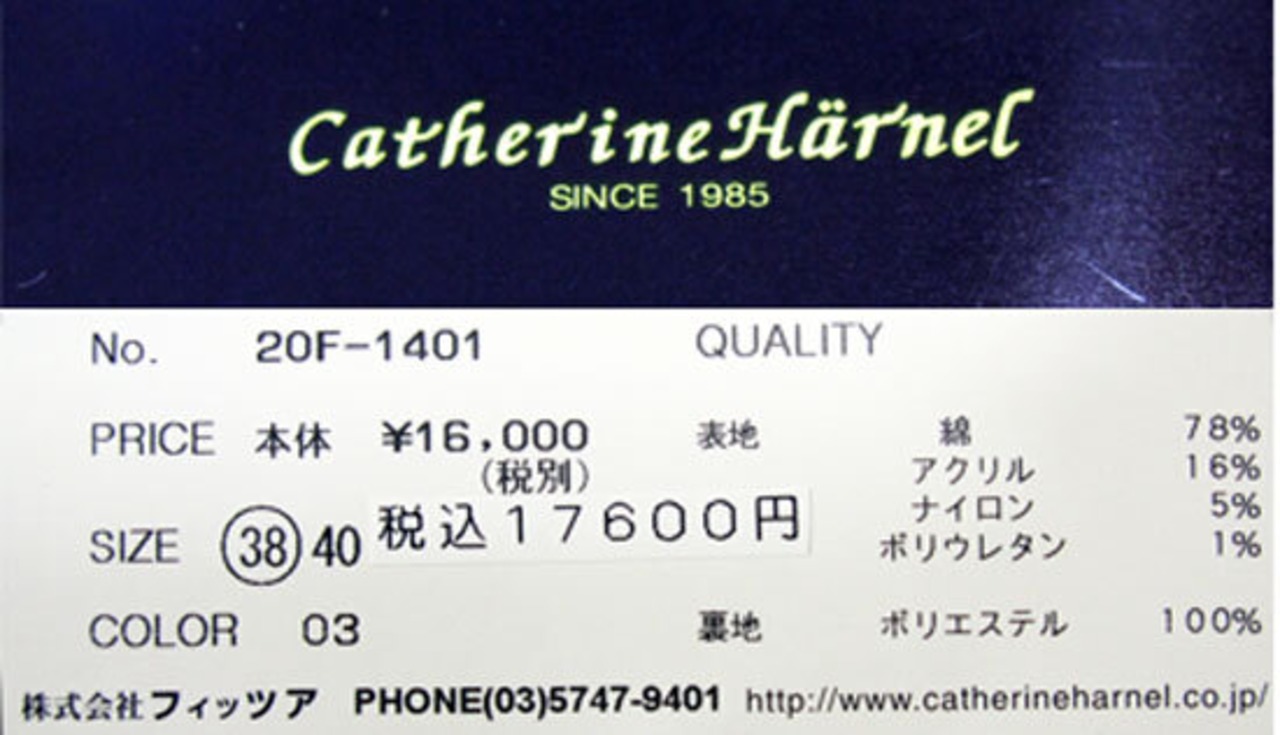 Catherine Härnel
SINCE 1985
No. 20F-1401 QUALITY
PRICE 本体 ¥16,000 表地 綿 78%
(税別) アクリル 16%
税込17600円 ナイロン 5%
SIZE 38 40 ポリウレタン 1%
COLOR 03 裏地 ポリエステル 100%
株式会社フィッツア PHONE(03)5747-9401 http://www.catherineharnel.co.jp/